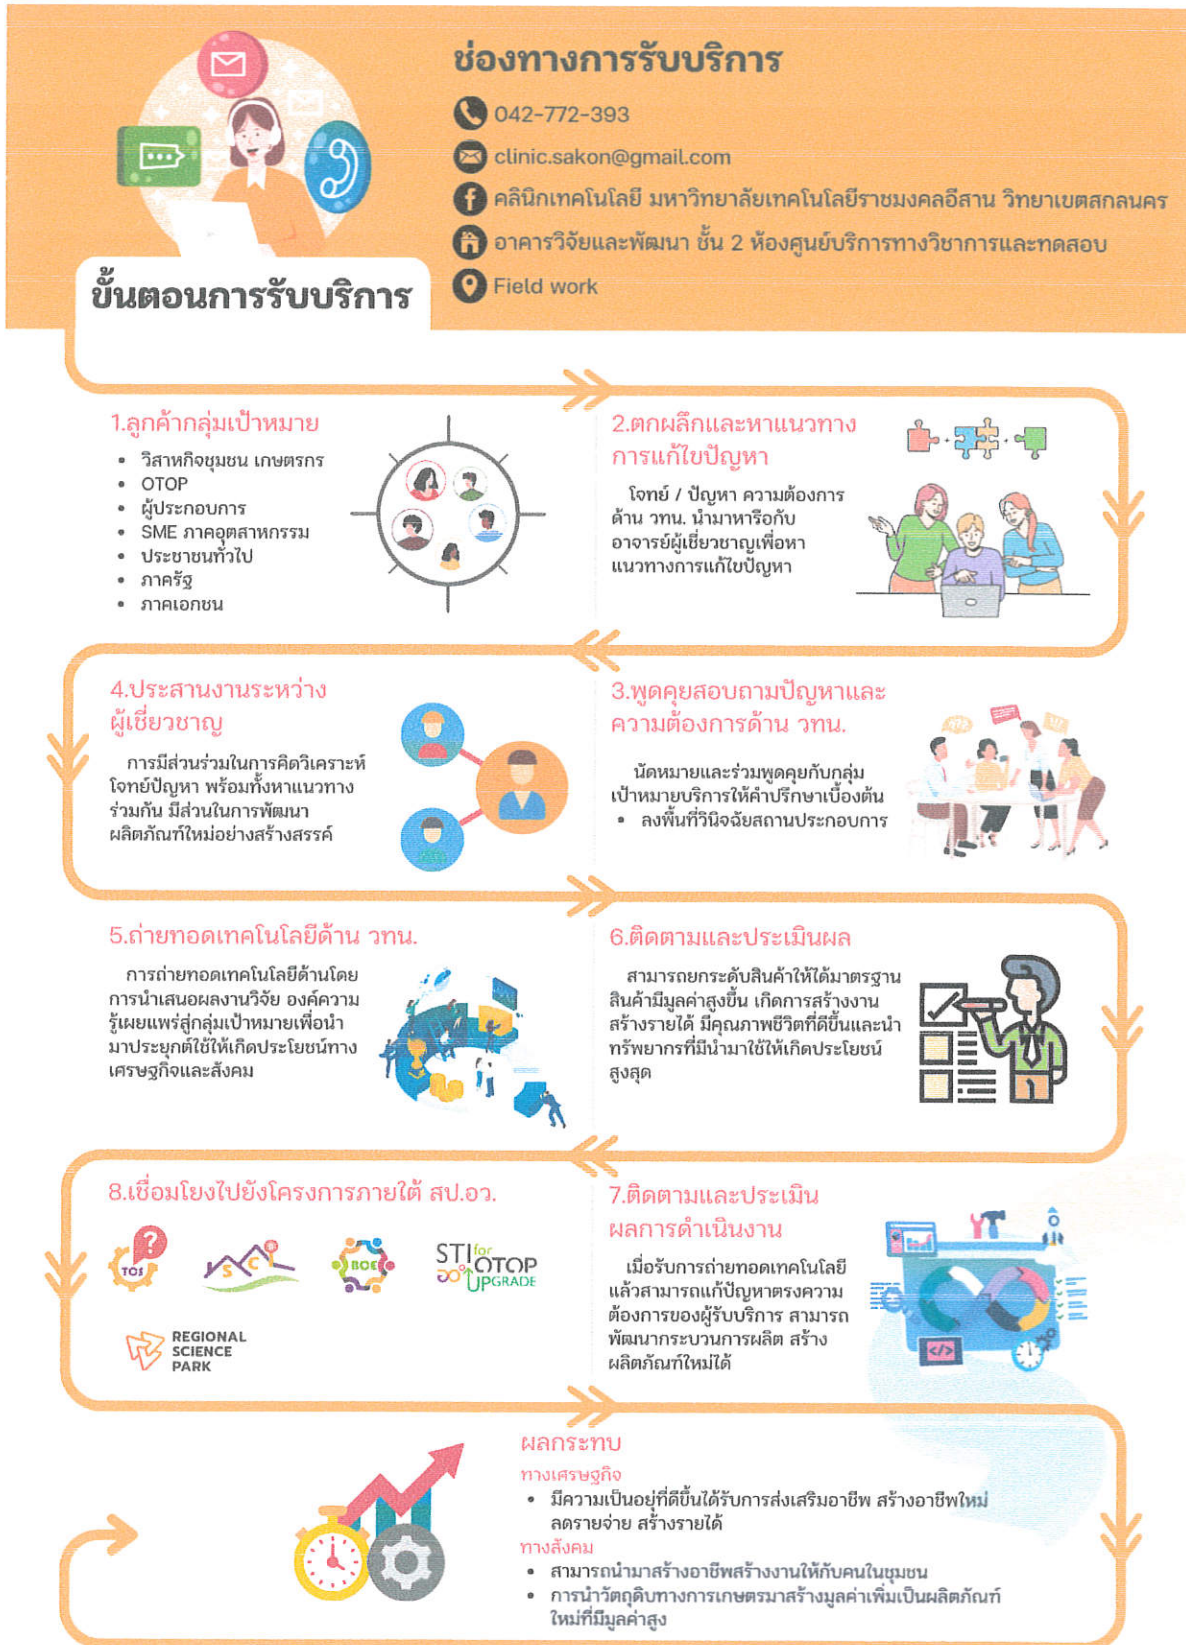 ช่องทางการรับบริการ
042-772-393
clinic.sakon@gmail.com
คลินิกเทคโนโลยี มหาวิทยาลัยเทคโนโลยีราชมงคลอีสาน วิทยาเขตสกลนคร
อาคารวิจัยและพัฒนา ชั้น 2 ห้องศูนย์บริการทางวิชาการและทดสอบ
Field work
ขั้นตอนการรับบริการ
1.ลูกค้ากลุ่มเป้าหมาย
• วิสาหกิจชุมชน เกษตรกร
• OTOP
• ผู้ประกอบการ
• SME ภาคอุตสาหกรรม
• ประชาชนทั่วไป
• ภาครัฐ
• ภาคเอกชน
2.ตกผลึกและหาแนวทาง
การแก้ไขปัญหา
โจทย์ / ปัญหา ความต้องการ
ด้าน วทน. นำมาหารือกับ
อาจารย์ผู้เชี่ยวชาญเพื่อหา
แนวทางการแก้ไขปัญหา
3.พูดคุยสอบถามปัญหาและ
ความต้องการด้าน วทน.
นัดหมายและร่วมพูดคุยกับกลุ่ม
เป้าหมายบริการให้คำปรึกษาเบื้องต้น
• ลงพื้นที่วินิจฉัยสถานประกอบการ
4.ประสานงานระหว่าง
ผู้เชี่ยวชาญ
การมีส่วนร่วมในการคิดวิเคราะห์
โจทย์ปัญหา พร้อมทั้งหาแนวทาง
ร่วมกัน มีส่วนในการพัฒนา
ผลิตภัณฑ์ใหม่อย่างสร้างสรรค์
5.ถ่ายทอดเทคโนโลยีด้าน วทน.
การถ่ายทอดเทคโนโลยีด้านโดย
การนำเสนอผลงานวิจัย องค์ความ
รู้เผยแพร่สู่กลุ่มเป้าหมายเพื่อนำ
มาประยุกต์ใช้ให้เกิดประโยชน์ทาง
เศรษฐกิจและสังคม
6.ติดตามและประเมินผล
สามารถยกระดับสินค้าให้ได้มาตรฐาน
สินค้ามีมูลค่าสูงขึ้น เกิดการสร้างงาน
สร้างรายได้ มีคุณภาพชีวิตที่ดีขึ้นและนำ
ทรัพยากรที่มีนำมาใช้ให้เกิดประโยชน์
สูงสุด
7.ติดตามและประเมิน
ผลการดำเนินงาน
เมื่อรับการถ่ายทอดเทคโนโลยี
แล้วสามารถแก้ปัญหาตรงความ
ต้องการของผู้รับบริการ สามารถ
พัฒนากระบวนการผลิต สร้าง
ผลิตภัณฑ์ใหม่ได้
</>
8.เชื่อมโยงไปยังโครงการภายใต้ สป.อว.
?
TCS
SCI
BCE
STI for
OTOP
UPGRADE
REGIONAL
SCIENCE
PARK
ผลกระทบ
ทางเศรษฐกิจ
• มีความเป็นอยู่ที่ดีขึ้นได้รับการส่งเสริมอาชีพ สร้างอาชีพใหม่
ลดรายจ่าย สร้างรายได้
ทางสังคม
• สามารถนำมาสร้างอาชีพสร้างงานให้กับคนในชุมชน
• การนำวัตถุดิบทางการเกษตรมาสร้างมูลค่าเพิ่มเป็นผลิตภัณฑ์
ใหม่ที่มีมูลค่าสูง